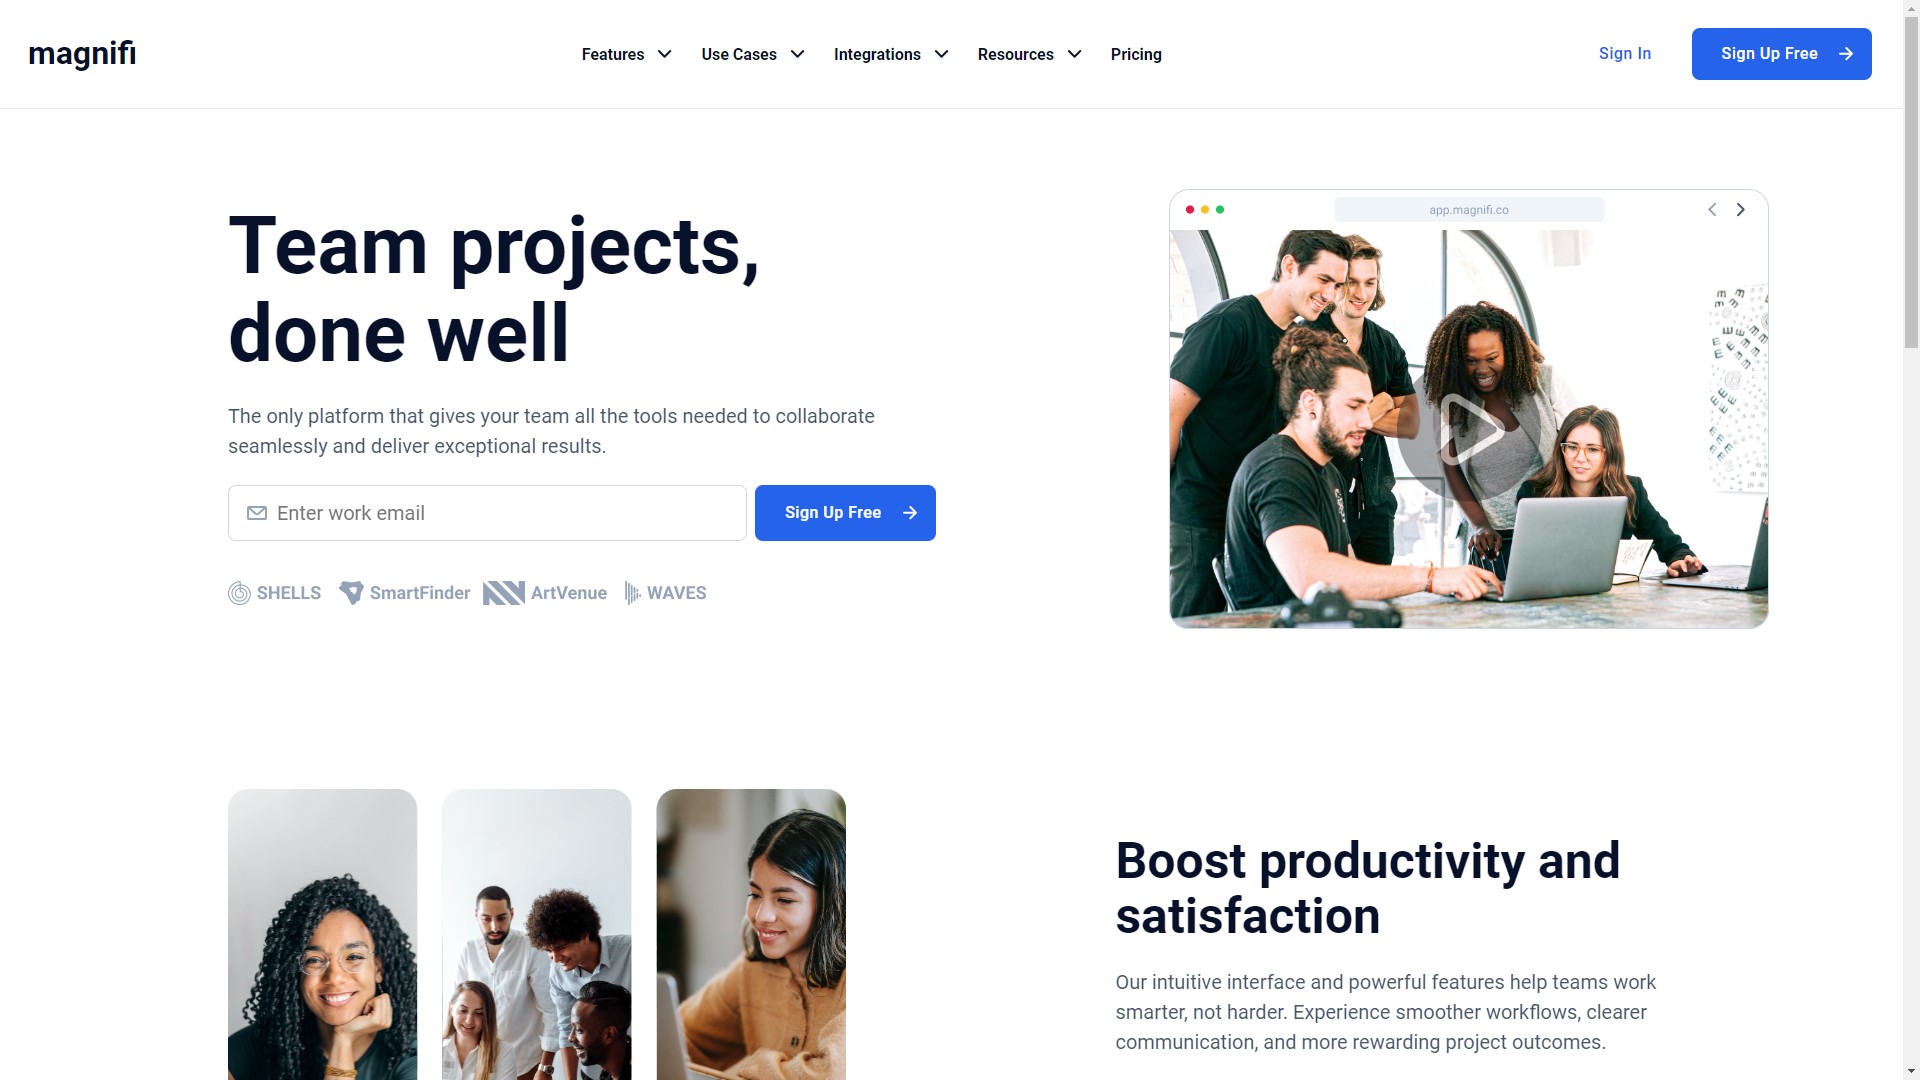 magnifi
Features
Use Cases
Integrations
Resources
Pricing
Sign In
Sign Up Free
Team projects,
done well
The only platform that gives your team all the tools needed to collaborate
seamlessly and deliver exceptional results.
Enter work email
Sign Up Free
SHELLS
SmartFinder
ArtVenue
WAVES
app.magnifi.co
Boost productivity and
satisfaction
Our intuitive interface and powerful features help teams work
smarter, not harder. Experience smoother workflows, clearer
communication, and more rewarding project outcomes.